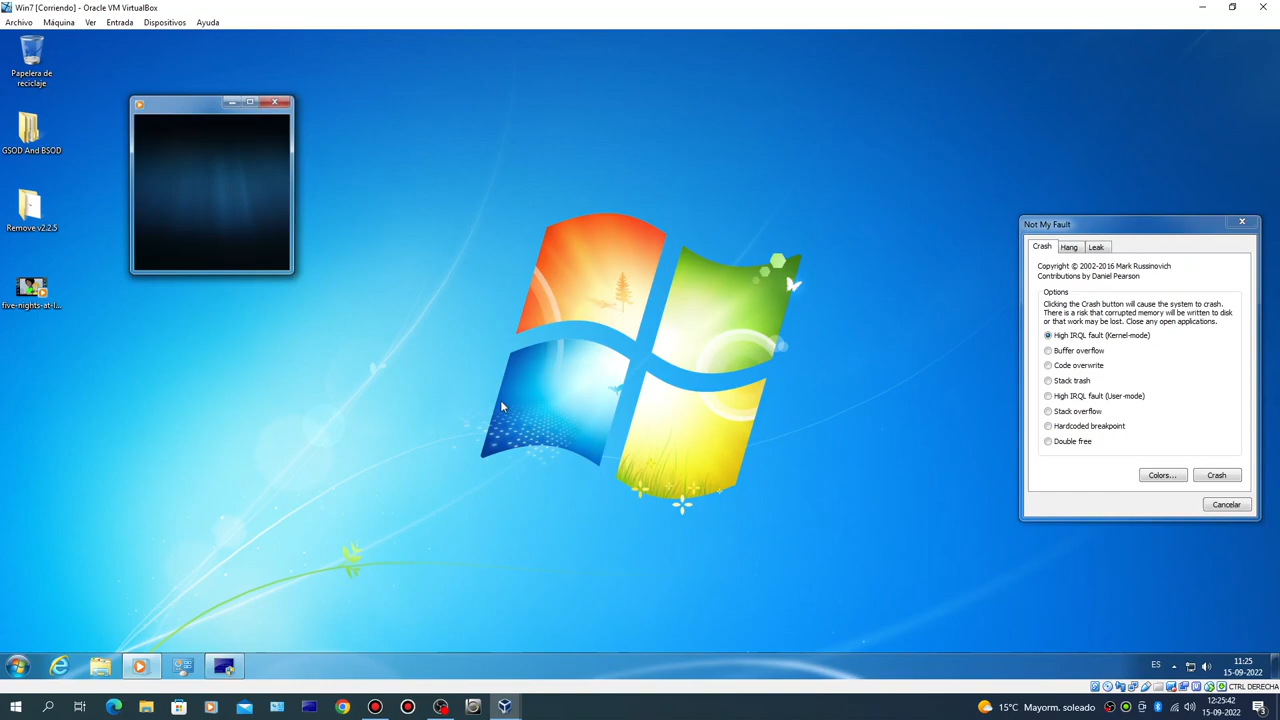 Win7 [Corriendo] - Oracle VM VirtualBox
Archivo Máquina Ver Entrada Dispositivos Ayuda
Papelera de
reciclaje
GSOD And BSOD
Remove v2.2.5
five-nights-at-l...
Not My Fault
Crash Hang Leak
Copyright © 2002-2016 Mark Russinovich
Contributions by Daniel Pearson
Options
Clicking the Crash button will cause the system to crash.
There is a risk that corrupted memory will be written to disk
or that work may be lost. Close any open applications.
High IRQL fault (Kernel-mode)
Buffer overflow
Code overwrite
Stack trash
High IRQL fault (User-mode)
Stack overflow
Hardcoded breakpoint
Double free
Colors... Crash
Cancelar
ES
11:25
15-09-2022
CTRL DERECHA
15°C Mayorm. soleado
12:25:42
15-09-2022
3